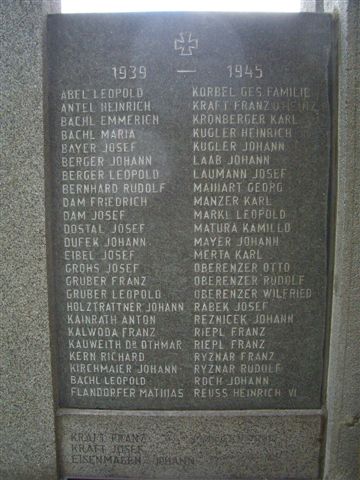 1939 — 1945
ABEL LEOPOLD
ANTEL HEINRICH
BACHL EMMERICH
BACHL MARIA
BAYER JOSEF
BERGER JOHANN
BERGER LEOPOLD
BERNHARD RUDOLF
DAM FRIEDRICH
DAM JOSEF
DOSTAL JOSEF
DUFEK JOHANN
EIBEL JOSEF
GROHS JOSEF
GRUBER FRANZ
GRUBER LEOPOLD
HOLZTRATTNER JOHANN
KAINRATH ANTON
KALWODA FRANZ
KAUWEITH DR OTHMAR
KERN RICHARD
KIRCHMAIER JOHANN
BACHL LEOPOLD
FLANDORFER MATHIAS
KORBEL GES FAMILIE
KRAFT FRANZ
KRONBERGER KARL
KUGLER HEINRICH
KUGLER JOHANN
LAAB JOHANN
LAUMANN JOSEF
MAIHART GEORG
MANZER KARL
MARKL LEOPOLD
MATURA KAMILLO
MAYER JOHANN
MERTA KARL
OBERENZER OTTO
OBERENZER RUDOLF
OBERENZER WILFRIED
RABEK JOSEF
REZNICEK JOHANN
RIEPL FRANZ
RIEPL FRANZ
RYZNAR FRANZ
RYZNAR RUDOLF
ROCH JOHANN
REUSS HEINRICH VI
KRAFT FRANZ
KRAFT JOSEF
EISENMAGEN JOHANN